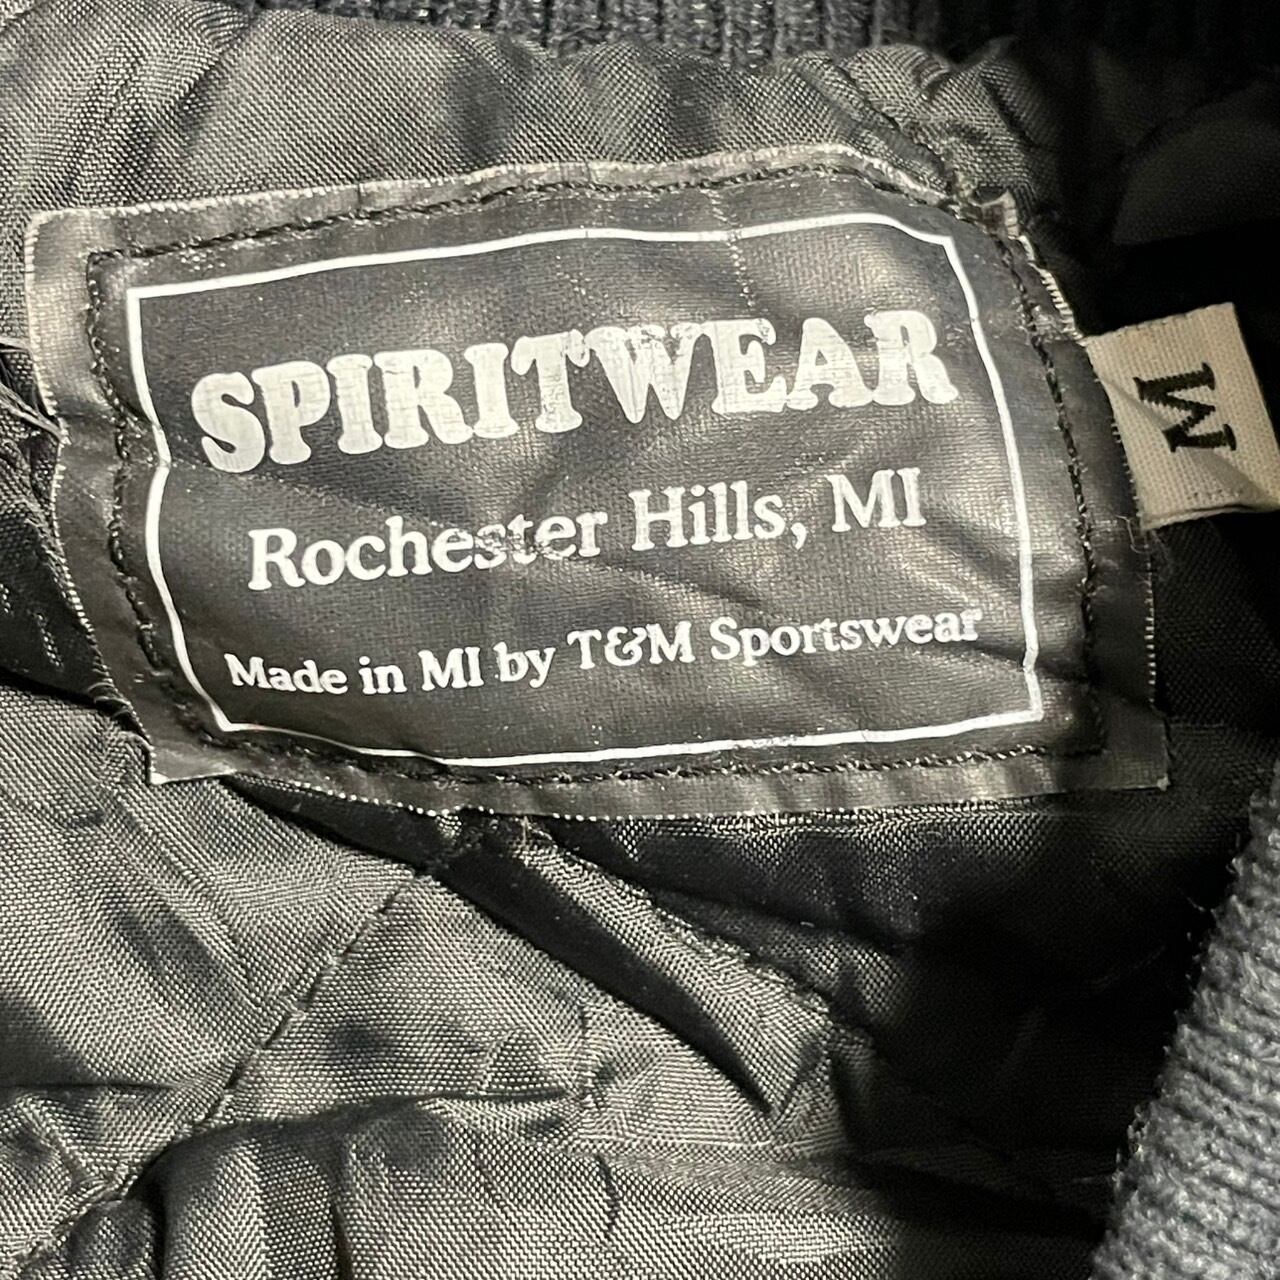 SPIRITWEAR
Rochester Hills, MI
Made in MI by T&M Sportswear
M